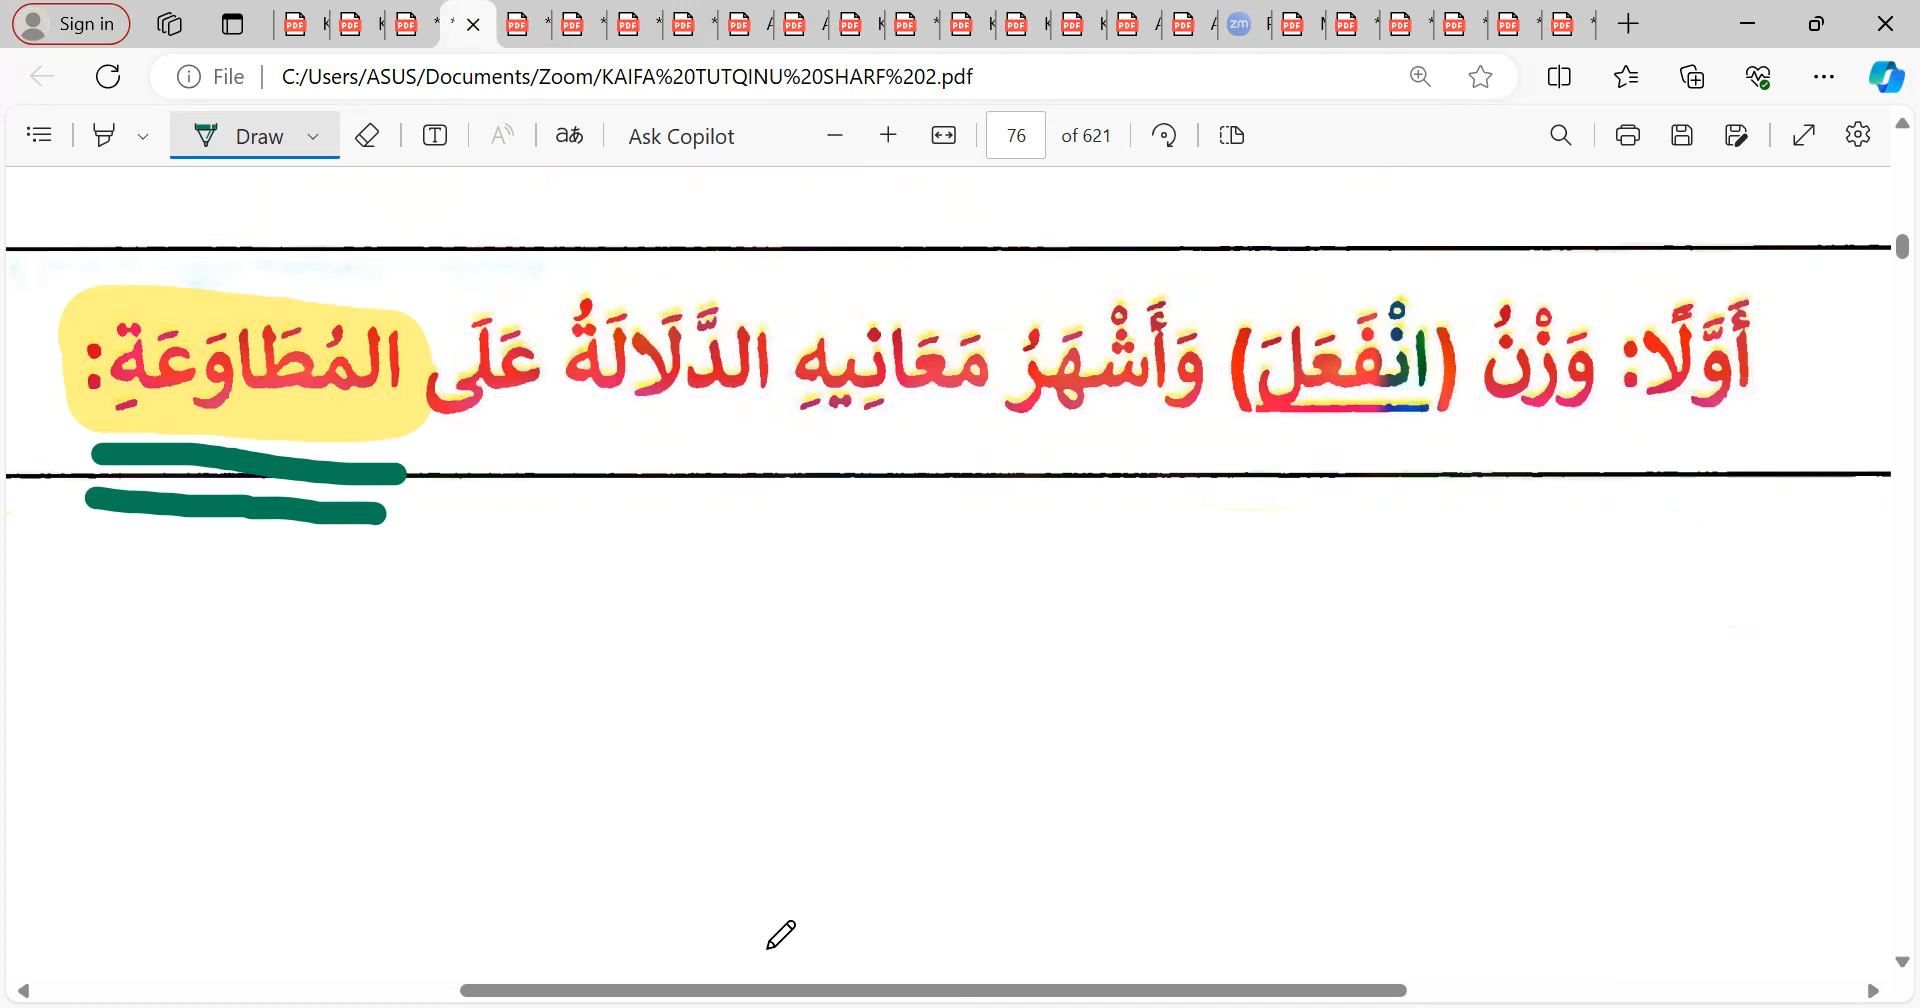 Sign in
File
C:/Users/ASUS/Documents/Zoom/KAIFA%20TUTQINU%20SHARF%202.pdf
Draw
Ask Copilot
76 of 621
أَوَّلًا: وَزْنُ (انْفَعَلَ) وَأَشْهَرُ مَعَانِيهِ الدَّلَالَةُ عَلَى المُطَاوَعَةِ: